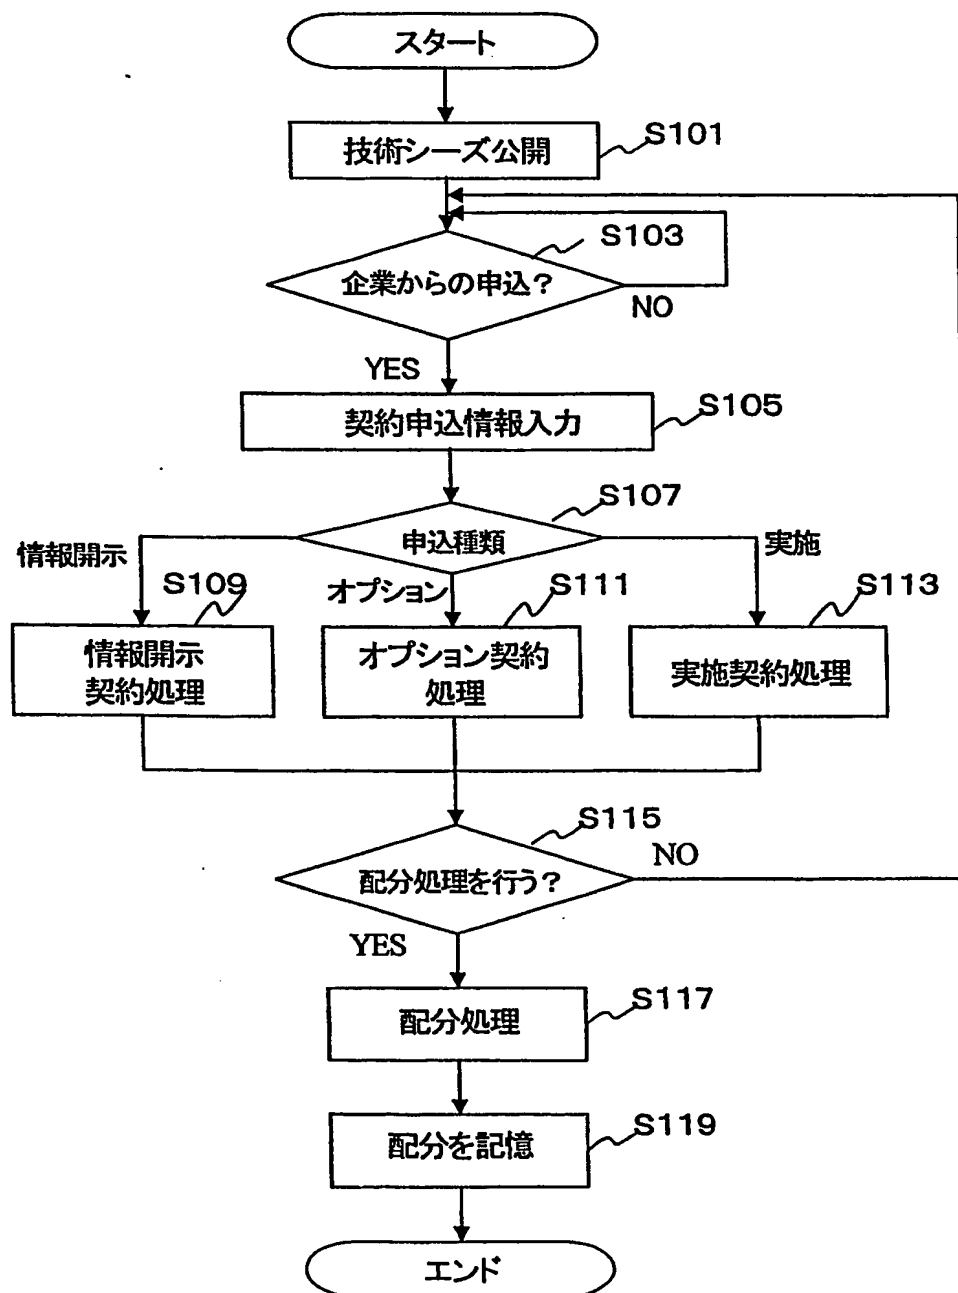 スタート
技術シーズ公開
S101
S103
企業からの申込?
NO
YES
契約申込情報入力
S105
S107
申込種類
情報開示
オプション
実施
S109
S111
S113
情報開示
契約処理
オプション契約
処理
実施契約処理
S115
配分処理を行う?
NO
YES
配分処理
S117
配分を記憶
S119
エンド